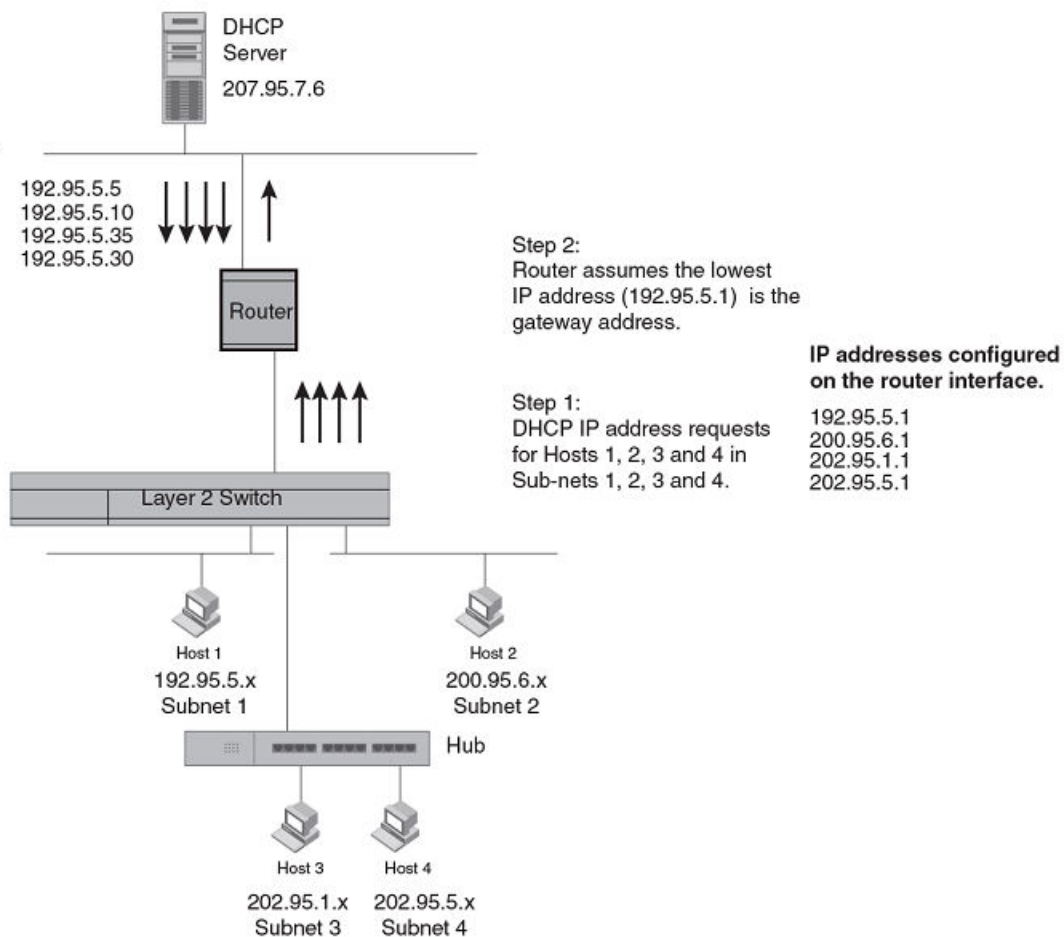 DHCP
Server
207.95.7.6
192.95.5.5
192.95.5.10
192.95.5.35
192.95.5.30
Router
Step 2:
Router assumes the lowest
IP address (192.95.5.1) is the
gateway address.
IP addresses configured
on the router interface.
192.95.5.1
200.95.6.1
202.95.1.1
202.95.5.1
Step 1:
DHCP IP address requests
for Hosts 1, 2, 3 and 4 in
Sub-nets 1, 2, 3 and 4.
Layer 2 Switch
Host 1
192.95.5.x
Subnet 1
Host 2
200.95.6.x
Subnet 2
Hub
Host 3
202.95.1.x
Subnet 3
Host 4
202.95.5.x
Subnet 4